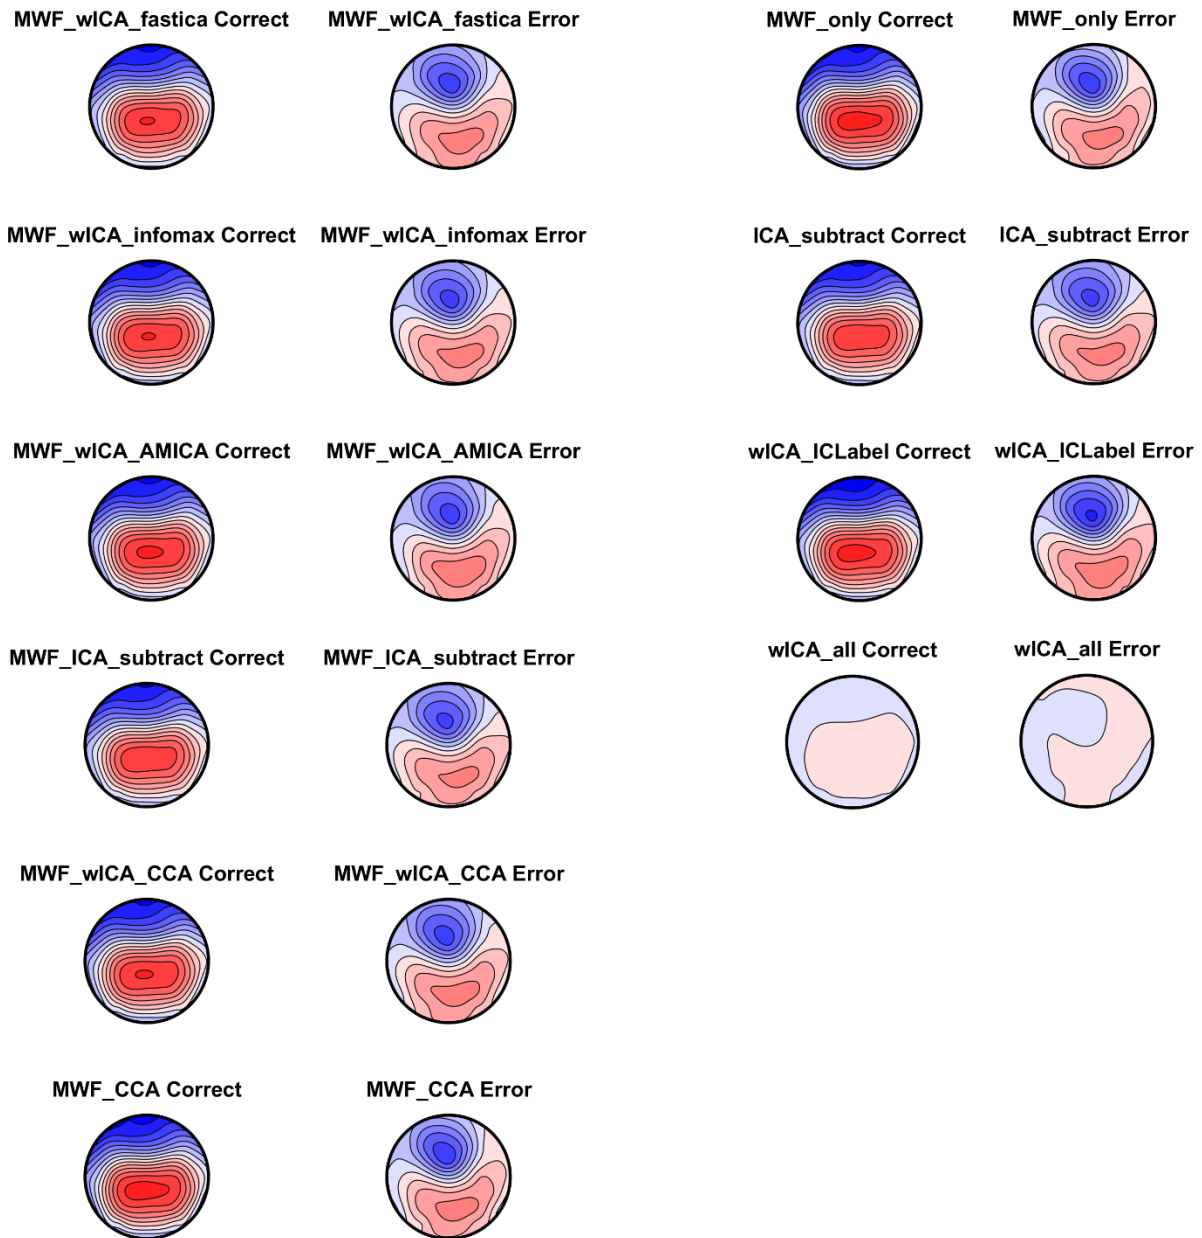 MWF_wICA_fastica Correct
MWF_wICA_fastica Error
MWF_only Correct
MWF_only Error
MWF_wICA_infomax Correct
MWF_wICA_infomax Error
ICA_subtract Correct
ICA_subtract Error
MWF_wICA_AMICA Correct
MWF_wICA_AMICA Error
wICA_ICLabel Correct
wICA_ICLabel Error
MWF_ICA_subtract Correct
MWF_ICA_subtract Error
wICA_all Correct
wICA_all Error
MWF_wICA_CCA Correct
MWF_wICA_CCA Error
MWF_CCA Correct
MWF_CCA Error